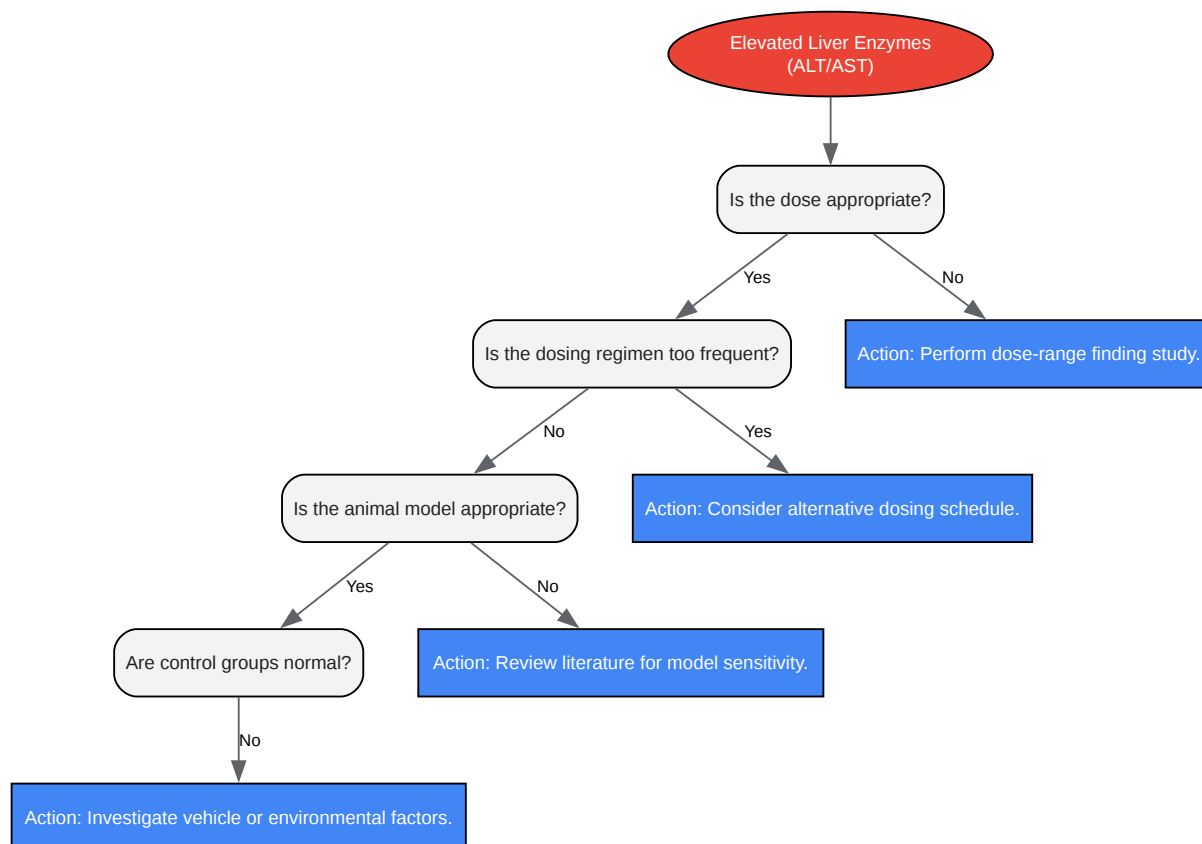 Elevated Liver Enzymes
(ALT/AST)
Is the dose appropriate?
Yes
No
Is the dosing regimen too frequent?
Action: Perform dose-range finding study.
No
Yes
Is the animal model appropriate?
Action: Consider alternative dosing schedule.
Yes
No
Are control groups normal?
Action: Review literature for model sensitivity.
No
Action: Investigate vehicle or environmental factors.